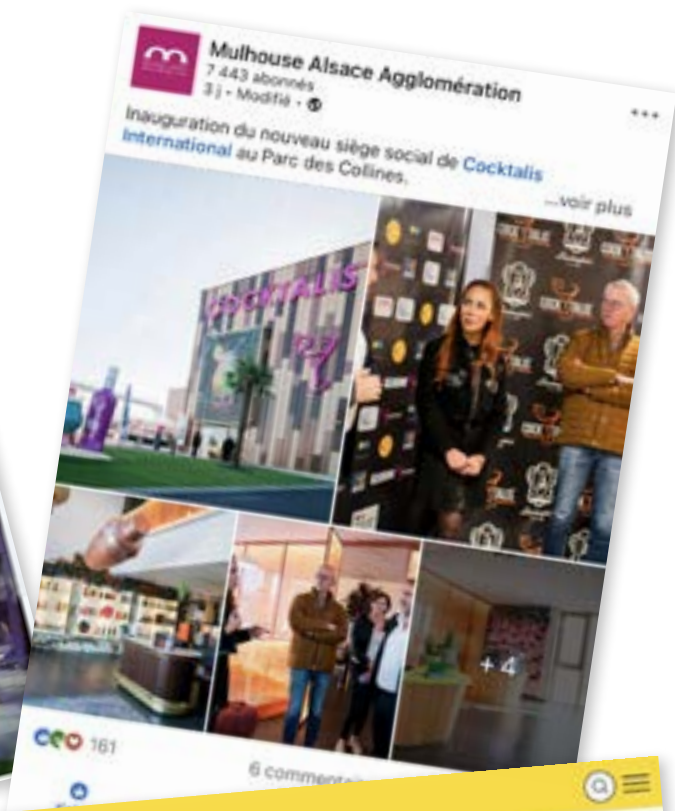 Mulhouse Alsace Agglomération
7 443 abonnés
3 j • Modifié •
Inauguration du nouveau siège social de Cocktalis
International au Parc des Collines.
...voir plus
COCKTALIS
+ 4
161
6